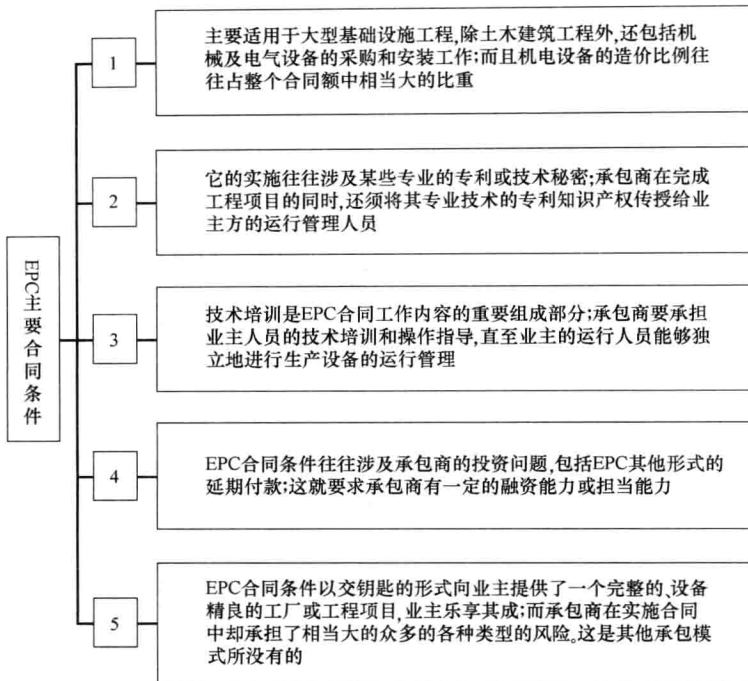 EPC主要合同条件
1
主要适用于大型基础设施工程,除土木建筑工程外,还包括机
械及电气设备的采购和安装工作;而且机电设备的造价比例往
往占整个合同额中相当大的比重
2
它的实施往往涉及某些专业的专利或技术秘密;承包商在完成
工程项目的同时,还须将其专业技术的专利知识产权传授给业
主方的运行管理人员
3
技术培训是EPC合同工作内容的重要组成部分;承包商要承担
业主人员的技术培训和操作指导,直至业主的运行人员能够独
立地进行生产设备的运行管理
4
EPC合同条件往往涉及承包商的投资问题,包括EPC其他形式的
延期付款;这就要求承包商有一定的融资能力或担当能力
5
EPC合同条件以交钥匙的形式向业主提供了一个完整的、设备
精良的工厂或工程项目,业主乐享其成;而承包商在实施合同
中却承担了相当大的众多的各种类型的风险。这是其他承包模
式所没有的